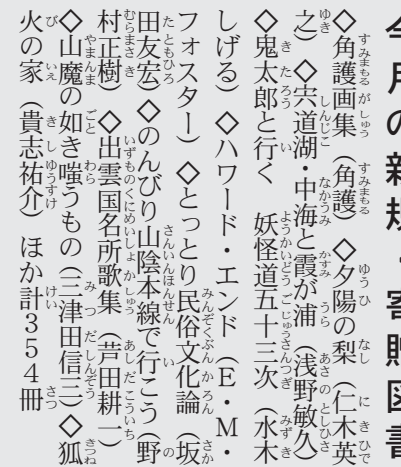 今月の新規・寄贈図書
◇角護画集（角護）◇夕陽の梨（仁木英
之）◇宍道湖・中海と霞が浦（浅野敏久）
◇鬼太郎と行く　妖怪道五十三次（水木
しげる）◇ハワード・エンド（E・M・
フォスター）◇とっとり民俗文化論（坂
田友宏）◇のんびり山陰本線で行こう（野
村正樹）◇出雲国名所歌集（芦田耕一）
◇山魔の如き嗤うもの（三津田信三）◇狐
火の家（貴志祐介）ほか計354冊